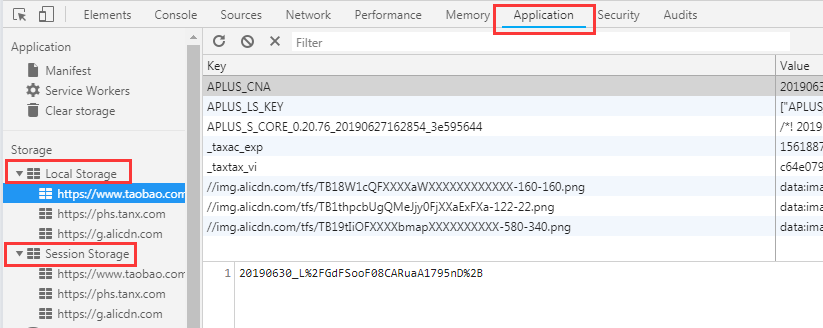 Elements Console Sources Network Performance Memory Application Security Audits
Application
Manifest
Service Workers
Clear storage
Storage
Local Storage
https://www.taobao.com
https://phs.tanx.com
https://g.alicdn.com
Session Storage
https://www.taobao.com
https://phs.tanx.com
https://g.alicdn.com
Filter
Key Value
APLUS_CNA 2019063
APLUS_LS_KEY ["APLUS
APLUS_S_CORE_0.20.76_20190627162854_3e595644 /*! 2019
_taxac_exp 1561887
_taxtax_vi c64e079
//img.alicdn.com/tfs/TB18W1cQFXXXXaWXXXXXXXXXXXX-160-160.png data:ima
//img.alicdn.com/tfs/TB1thpcbUgQMeJjy0FjXXaExFXa-122-22.png data:ima
//img.alicdn.com/tfs/TB19tIiOFXXXXbmapXXXXXXXXXX-580-340.png data:ima
1 20190630_L%2FGdFSooF08CARuaA1795nD%2B